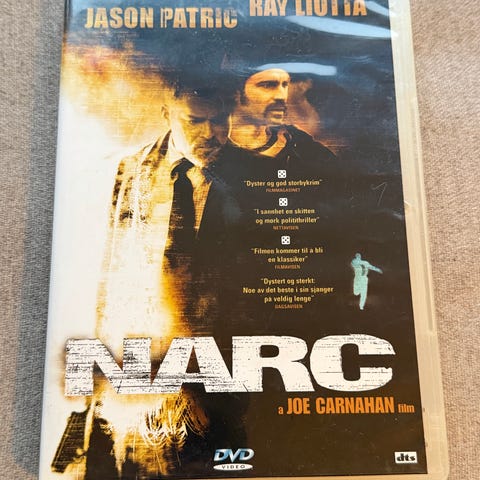 JASON PATRIC RAY LIOTTA
"Dyster og god storbykrim"
FILMMAGASINET
"I sannhet en skitten
og mørk politithriller"
NETTAVISEN
"Filmen kommer til å bli
en klassiker"
FILMAVISEN
"Dystert og sterkt:
Noe av det beste i sin sjanger
på veldig lenge"
DAGSAVISEN
NARC
a JOE CARNAHAN film
DVD
VIDEO
dts